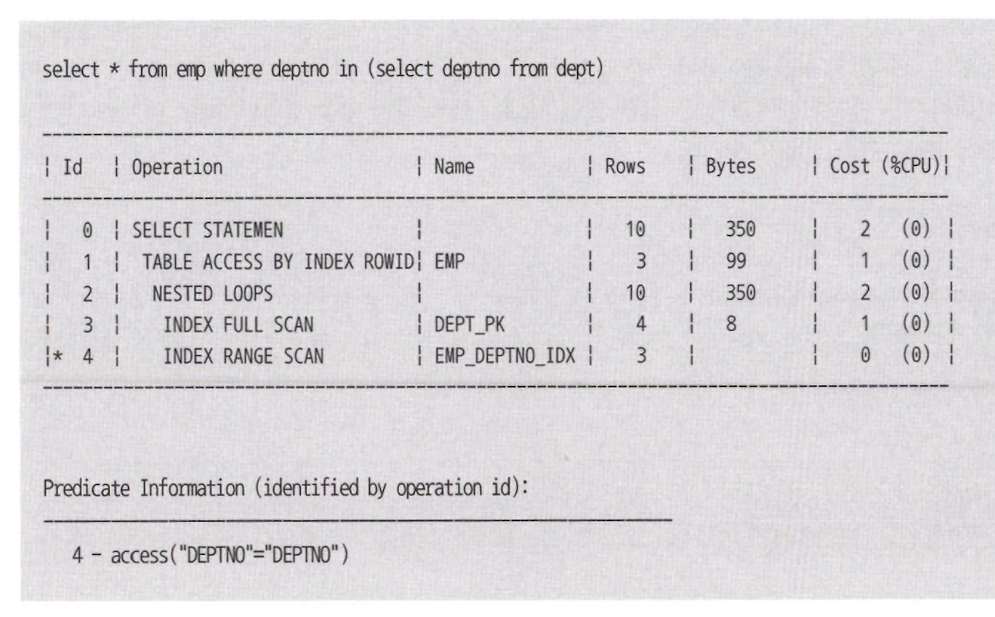 select * from emp where deptno in (select deptno from dept)
| Id | Operation | Name | Rows | Bytes | Cost (%CPU)|
| 0 | SELECT STATEMEN | | 10 | 350 | 2 (0) |
| 1 | TABLE ACCESS BY INDEX ROWID| EMP | 3 | 99 | 1 (0) |
| 2 | NESTED LOOPS | | 10 | 350 | 2 (0) |
| 3 | INDEX FULL SCAN | DEPT_PK | 4 | 8 | 1 (0) |
|* 4 | INDEX RANGE SCAN | EMP_DEPTNO_IDX | 3 | | 0 (0) |
Predicate Information (identified by operation id):
4 - access("DEPTNO"="DEPTNO")